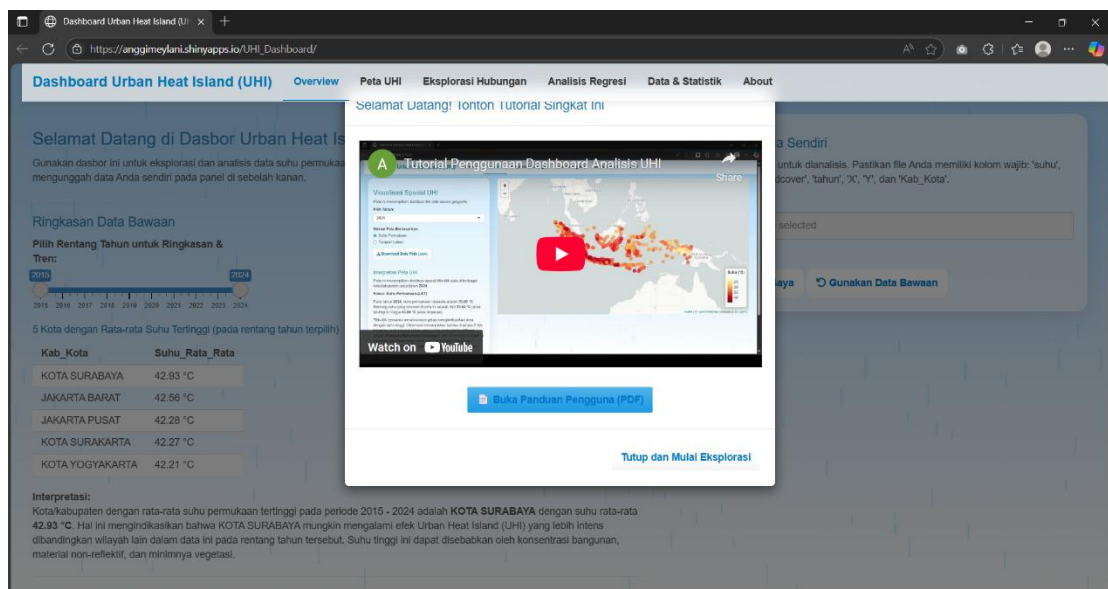 Dashboard Urban Heat Island (UH
https://anggimeylani.shinyapps.io/UHI_Dashboard/
Dashboard Urban Heat Island (UHI)
Overview
Peta UHI
Eksplorasi Hubungan
Analisis Regresi
Data & Statistik
About
Selamat Datang! Tonton Tutorial Singkat Ini
Selamat Datang di Dasbor Urban Heat Is
Gunakan dasbor ini untuk eksplorasi dan analisis data suhu permukaa
mengunggah data Anda sendiri pada panel di sebelah kanan.
Ringkasan Data Bawaan
Pilih Rentang Tahun untuk Ringkasan &
Tren:
2015 2024
2015 2016 2017 2018 2019 2020 2021 2022 2023 2024
5 Kota dengan Rata-rata Suhu Tertinggi (pada rentang tahun terpilih)
Kab_Kota Suhu_Rata_Rata
KOTA SURABAYA 42.93 °C
JAKARTA BARAT 42.56 °C
JAKARTA PUSAT 42.28 °C
KOTA SURAKARTA 42.27 °C
KOTA YOGYAKARTA 42.21 °C
Interpretasi:
Kota/kabupaten dengan rata-rata suhu permukaan tertinggi pada periode 2015 - 2024 adalah KOTA SURABAYA dengan suhu rata-rata
42.93 °C. Hal ini mengindikasikan bahwa KOTA SURABAYA mungkin mengalami efek Urban Heat Island (UHI) yang lebih intens
dibandingkan wilayah lain dalam data ini pada rentang tahun tersebut. Suhu tinggi ini dapat disebabkan oleh konsentrasi bangunan,
material non-reflektif, dan minimnya vegetasi.
A
Tutorial Penggunaan Dashboard Analisis UHI
Share
Visualisasi Spasial UHI
2024
Suhu Permukaan
Download Data Peta (.csv)
Interpretasi Peta UHI
Watch on YouTube
Buka Panduan Pengguna (PDF)
Tutup dan Mulai Eksplorasi
a Sendiri
untuk dianalisis. Pastikan file Anda memiliki kolom wajib: 'suhu',
dcover', 'tahun', 'X', 'Y', dan 'Kab_Kota'.
selected
aya
Gunakan Data Bawaan